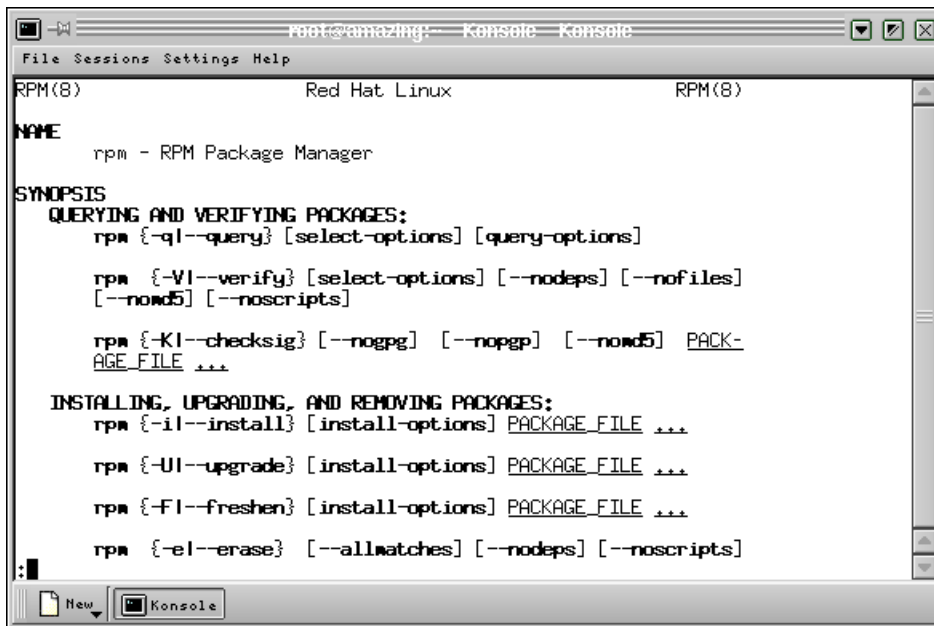 root@amazing:~ - Konsole - Konsole
File Sessions Settings Help
RPM(8) Red Hat Linux RPM(8)
NAME
rpm - RPM Package Manager
SYNOPSIS
QUERYING AND VERIFYING PACKAGES:
rpm {-q|--query} [select-options] [query-options]
rpm {-V|--verify} [select-options] [--nodeps] [--nofiles]
[--nomd5] [--noscripts]
rpm {-K|--checksig} [--nogpg] [--nopgp] [--nomd5] PACK-
AGE_FILE ...
INSTALLING, UPGRADING, AND REMOVING PACKAGES:
rpm {-i|--install} [install-options] PACKAGE_FILE ...
rpm {-U|--upgrade} [install-options] PACKAGE_FILE ...
rpm {-F|--freshen} [install-options] PACKAGE_FILE ...
rpm {-e|--erase} [--allmatches] [--nodeps] [--noscripts]
:
New Konsole